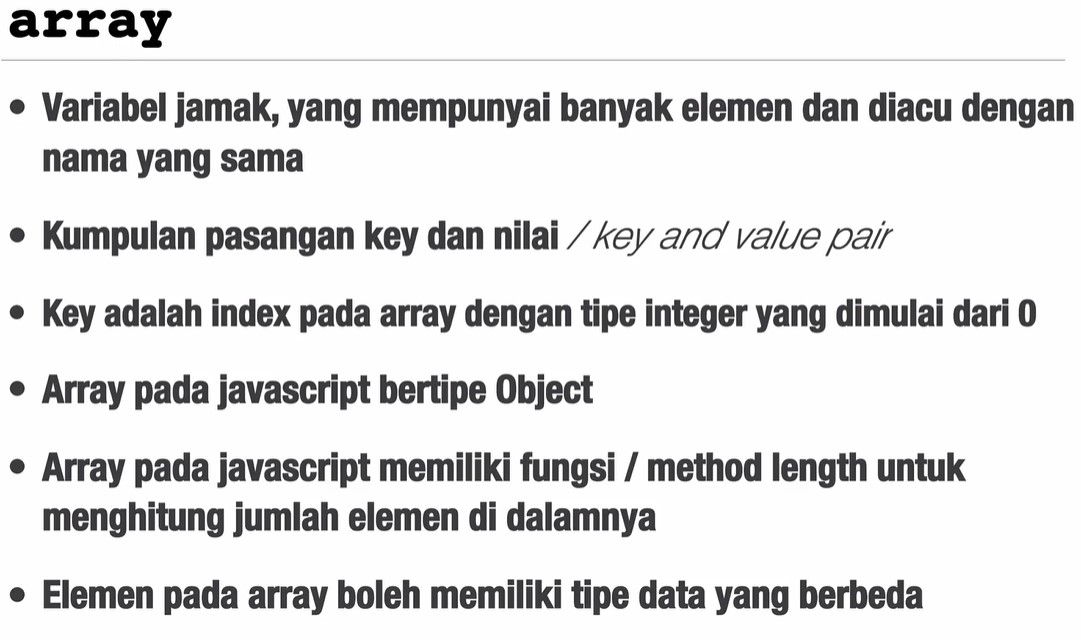 array
• Variabel jamak, yang mempunyai banyak elemen dan diacu dengan
nama yang sama
• Kumpulan pasangan key dan nilai / key and value pair
• Key adalah index pada array dengan tipe integer yang dimulai dari 0
• Array pada javascript bertipe Object
• Array pada javascript memiliki fungsi / method length untuk
menghitung jumlah elemen di dalamnya
• Elemen pada array boleh memiliki tipe data yang berbeda